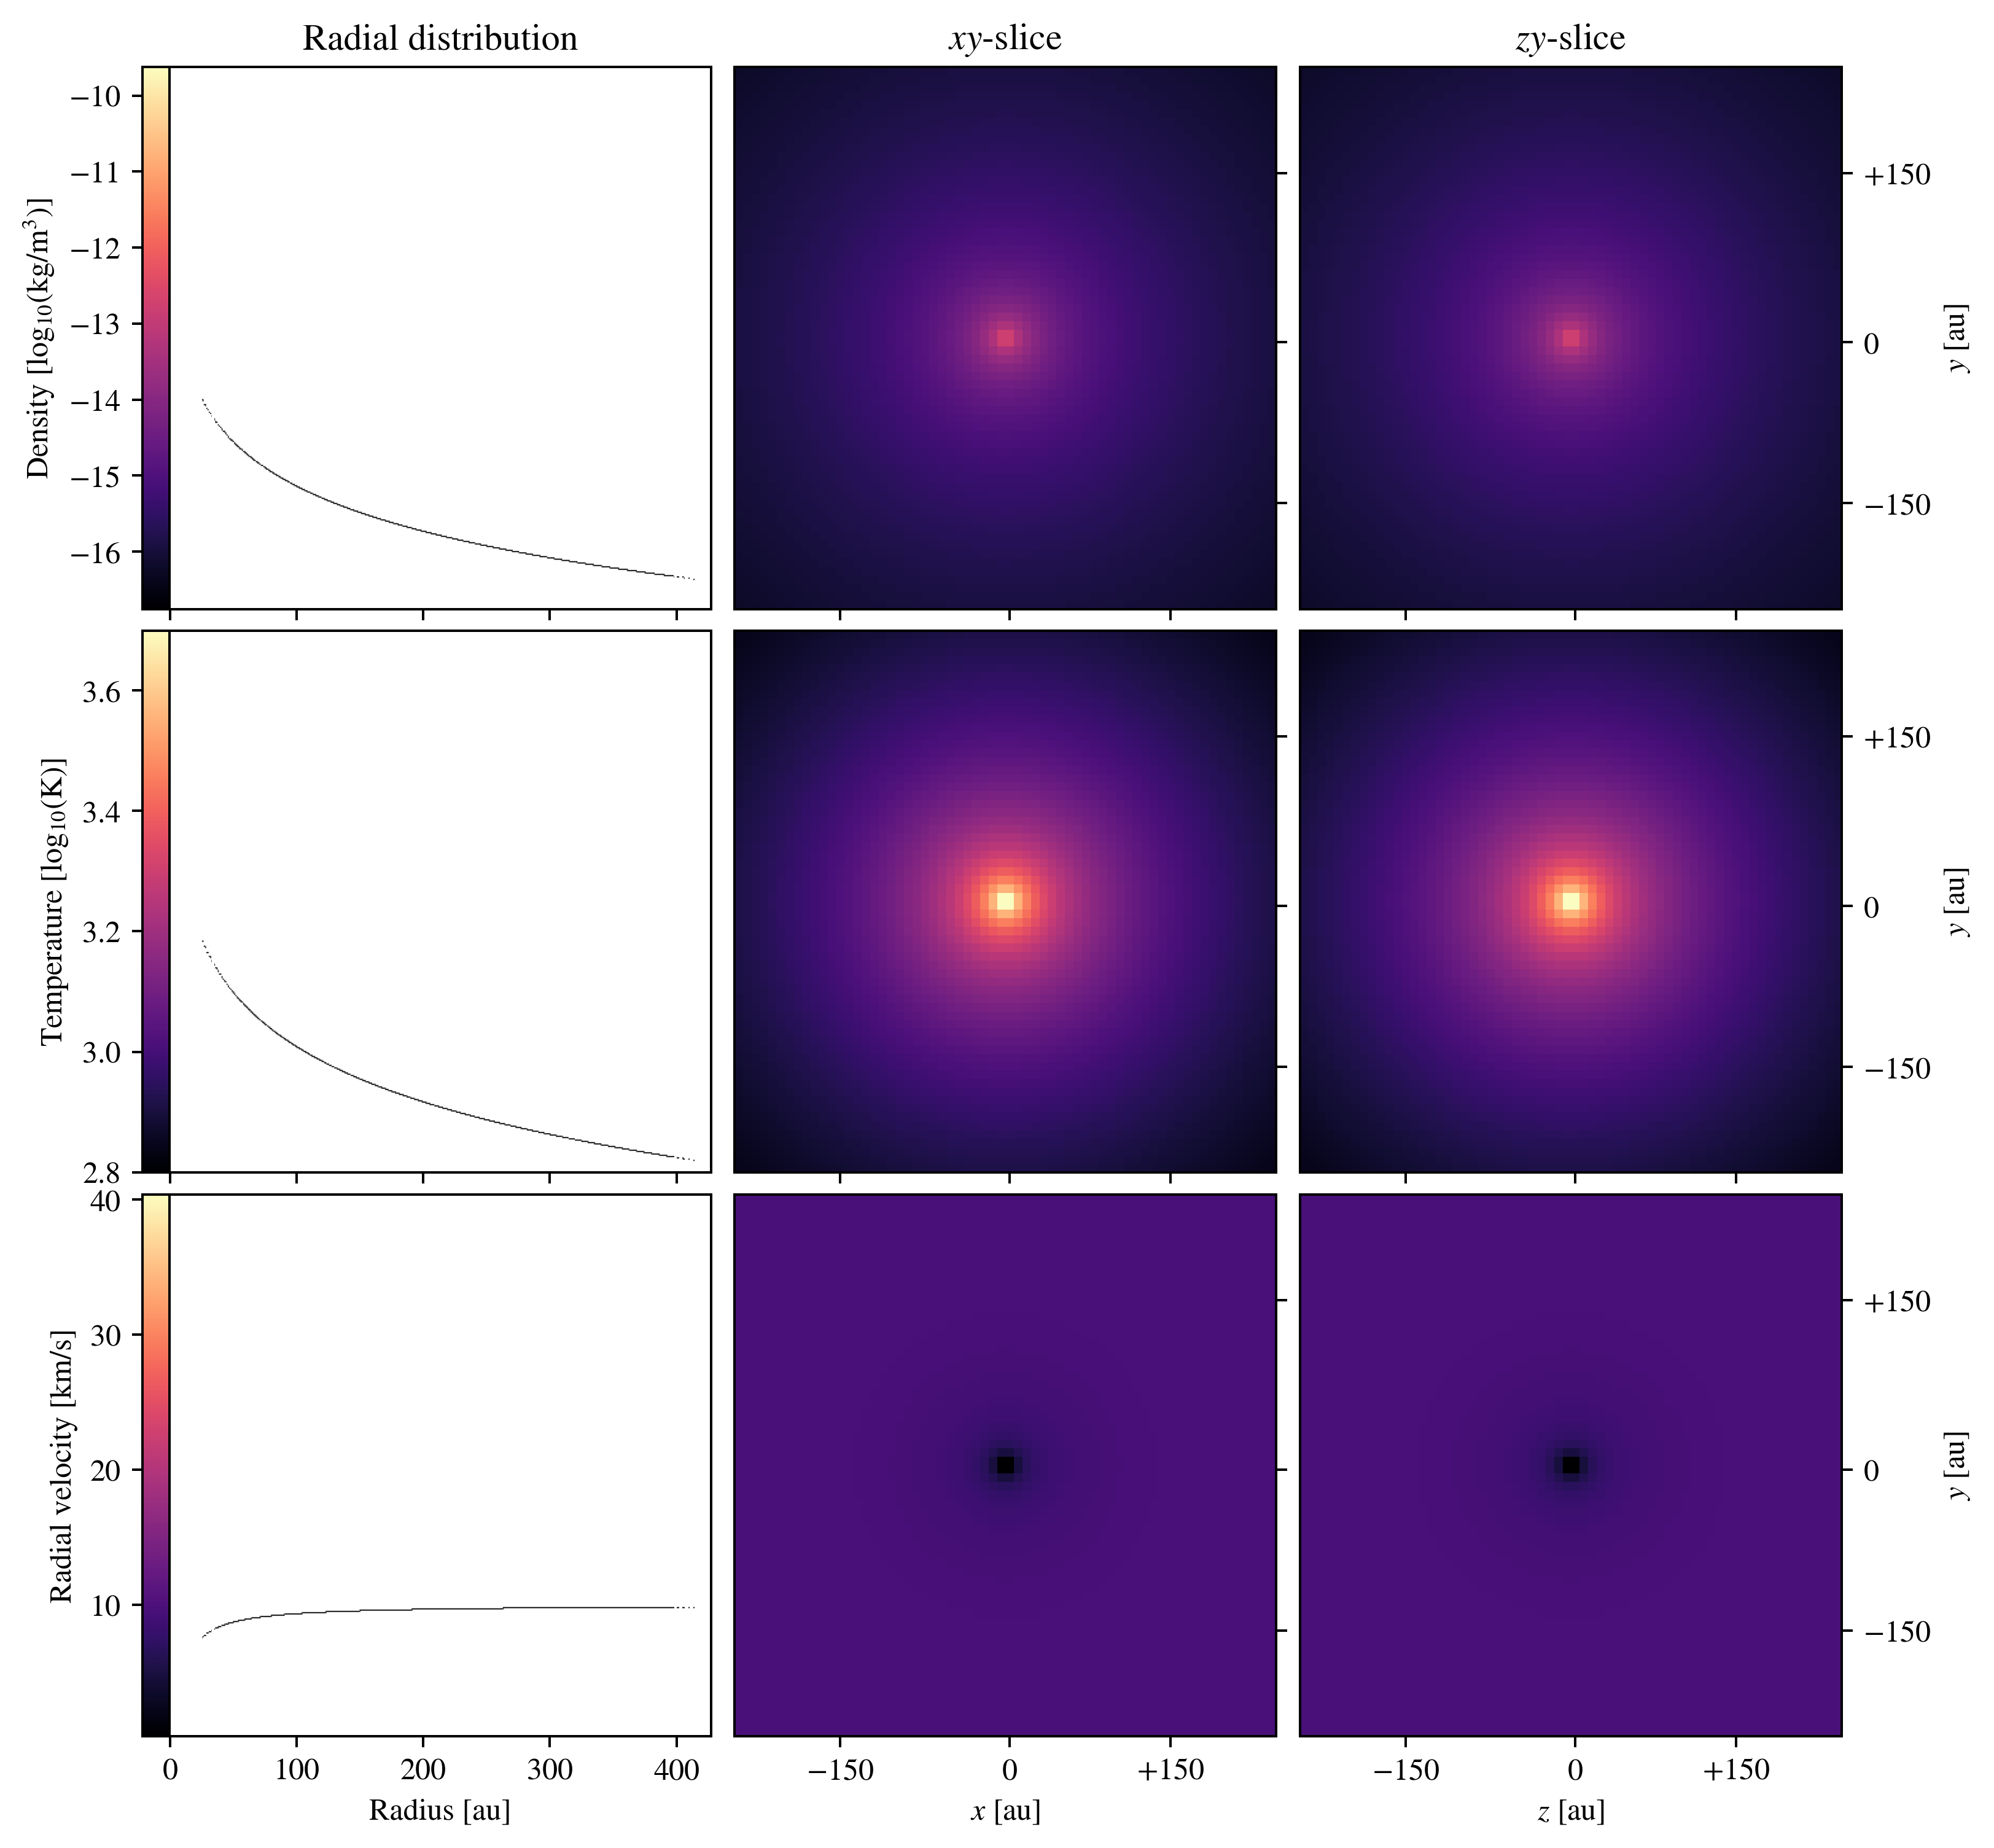 Radial distribution
xy-slice
zy-slice
Density [log10(kg/m3)]
−10
−11
−12
−13
−14
−15
−16
+150
0
−150
y [au]
Temperature [log10(K)]
3.6
3.4
3.2
3.0
2.8
+150
0
−150
y [au]
Radial velocity [km/s]
40
30
20
10
+150
0
−150
y [au]
0 100 200 300 400
Radius [au]
−150 0 +150
x [au]
−150 0 +150
z [au]